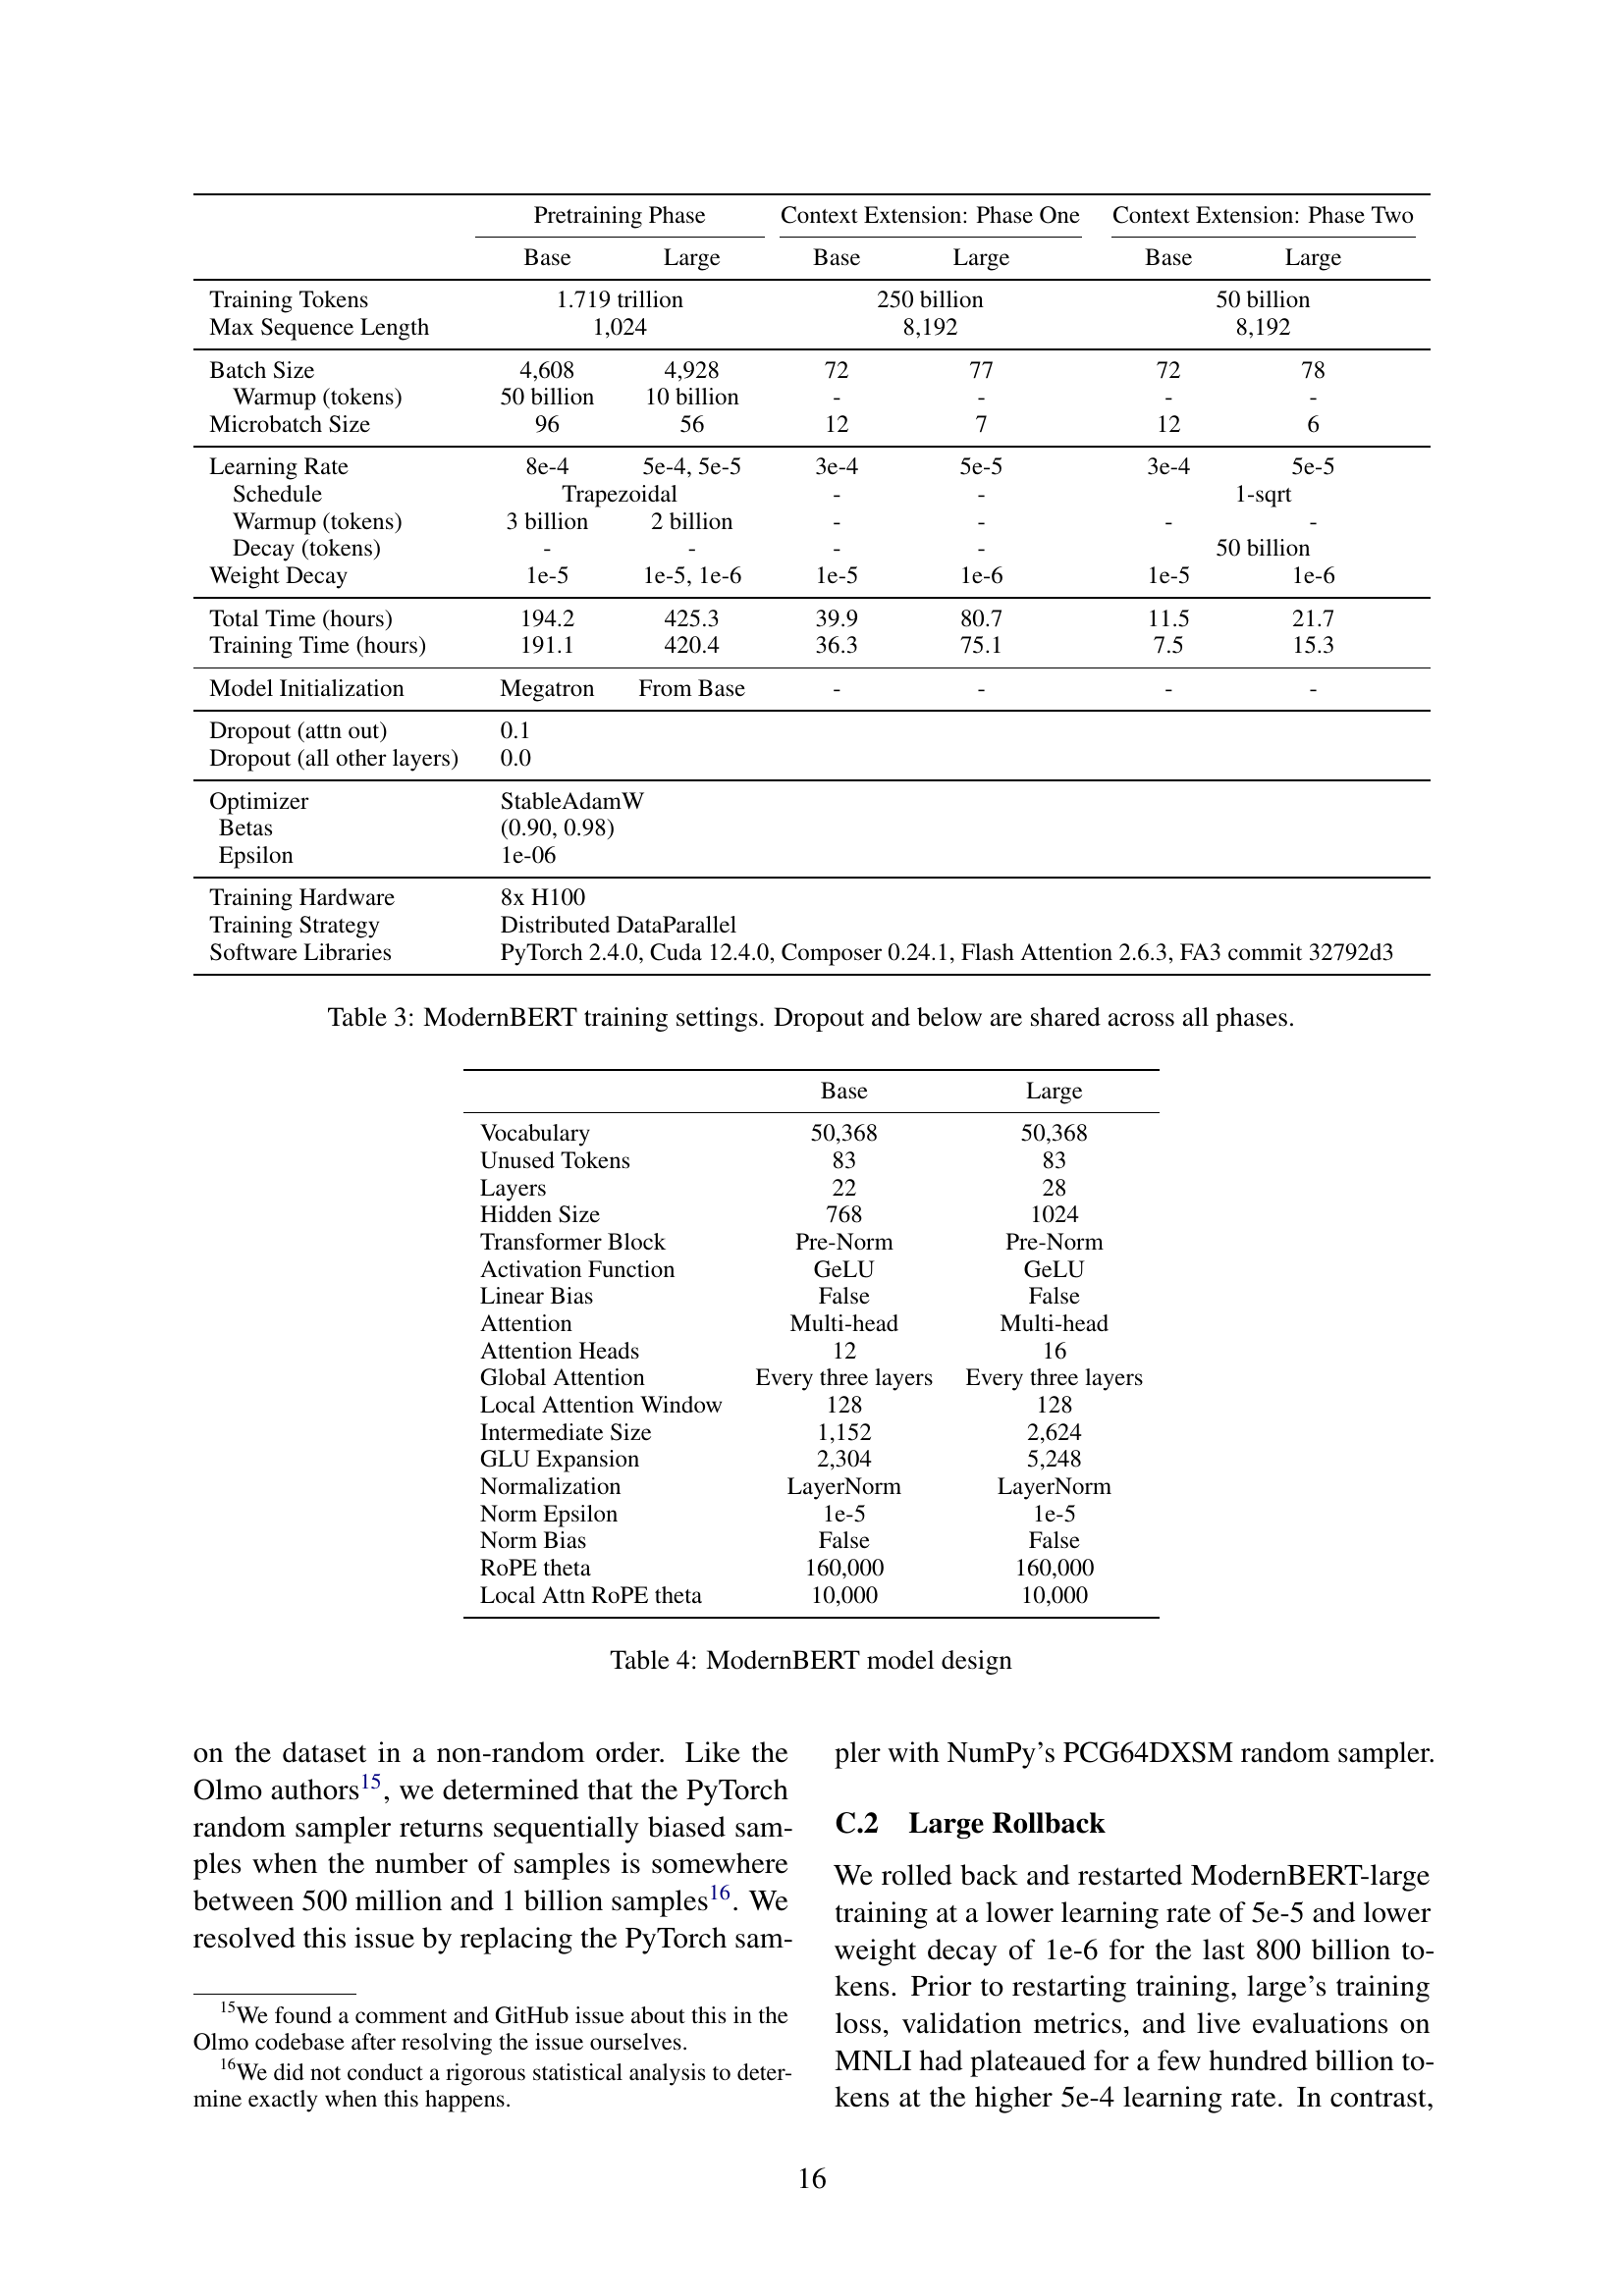 Pretraining Phase Context Extension: Phase One Context Extension: Phase Two
Base Large Base Large Base Large
Training Tokens 1.719 trillion 250 billion 50 billion
Max Sequence Length 1,024 8,192 8,192
Batch Size 4,608 4,928 72 77 72 78
Warmup (tokens) 50 billion 10 billion - - - -
Microbatch Size 96 56 12 7 12 6
Learning Rate 8e-4 5e-4, 5e-5 3e-4 5e-5 3e-4 5e-5
Schedule Trapezoidal - - 1-sqrt
Warmup (tokens) 3 billion 2 billion - - - -
Decay (tokens) - - - - 50 billion
Weight Decay 1e-5 1e-5, 1e-6 1e-5 1e-6 1e-5 1e-6
Total Time (hours) 194.2 425.3 39.9 80.7 11.5 21.7
Training Time (hours) 191.1 420.4 36.3 75.1 7.5 15.3
Model Initialization Megatron From Base - - - -
Dropout (attn out) 0.1
Dropout (all other layers) 0.0
Optimizer StableAdamW
Betas (0.90, 0.98)
Epsilon 1e-06
Training Hardware 8x H100
Training Strategy Distributed DataParallel
Software Libraries PyTorch 2.4.0, Cuda 12.4.0, Composer 0.24.1, Flash Attention 2.6.3, FA3 commit 32792d3
Table 3: ModernBERT training settings. Dropout and below are shared across all phases.
Base Large
Vocabulary 50,368 50,368
Unused Tokens 83 83
Layers 22 28
Hidden Size 768 1024
Transformer Block Pre-Norm Pre-Norm
Activation Function GeLU GeLU
Linear Bias False False
Attention Multi-head Multi-head
Attention Heads 12 16
Global Attention Every three layers Every three layers
Local Attention Window 128 128
Intermediate Size 1,152 2,624
GLU Expansion 2,304 5,248
Normalization LayerNorm LayerNorm
Norm Epsilon 1e-5 1e-5
Norm Bias False False
RoPE theta 160,000 160,000
Local Attn RoPE theta 10,000 10,000
Table 4: ModernBERT model design
on the dataset in a non-random order. Like the
Olmo authors15, we determined that the PyTorch
random sampler returns sequentially biased sam-
ples when the number of samples is somewhere
between 500 million and 1 billion samples16. We
resolved this issue by replacing the PyTorch sam-
15We found a comment and GitHub issue about this in the
Olmo codebase after resolving the issue ourselves.
16We did not conduct a rigorous statistical analysis to deter-
mine exactly when this happens.
pler with NumPy's PCG64DXSM random sampler.
C.2 Large Rollback
We rolled back and restarted ModernBERT-large
training at a lower learning rate of 5e-5 and lower
weight decay of 1e-6 for the last 800 billion to-
kens. Prior to restarting training, large's training
loss, validation metrics, and live evaluations on
MNLI had plateaued for a few hundred billion to-
kens at the higher 5e-4 learning rate. In contrast,
16